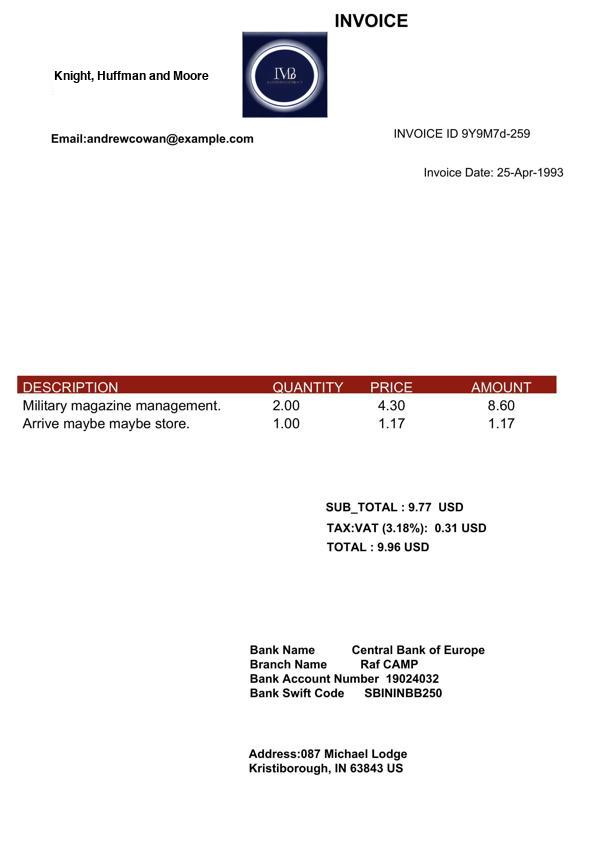 INVOICE
Knight, Huffman and Moore
Email:andrewcowan@example.com
INVOICE ID 9Y9M7d-259
Invoice Date: 25-Apr-1993
DESCRIPTION QUANTITY PRICE AMOUNT
Military magazine management. 2.00 4.30 8.60
Arrive maybe maybe store. 1.00 1.17 1.17
SUB_TOTAL : 9.77 USD
TAX:VAT (3.18%): 0.31 USD
TOTAL : 9.96 USD
Bank Name Central Bank of Europe
Branch Name Raf CAMP
Bank Account Number 19024032
Bank Swift Code SBININBB250
Address:087 Michael Lodge
Kristiborough, IN 63843 US